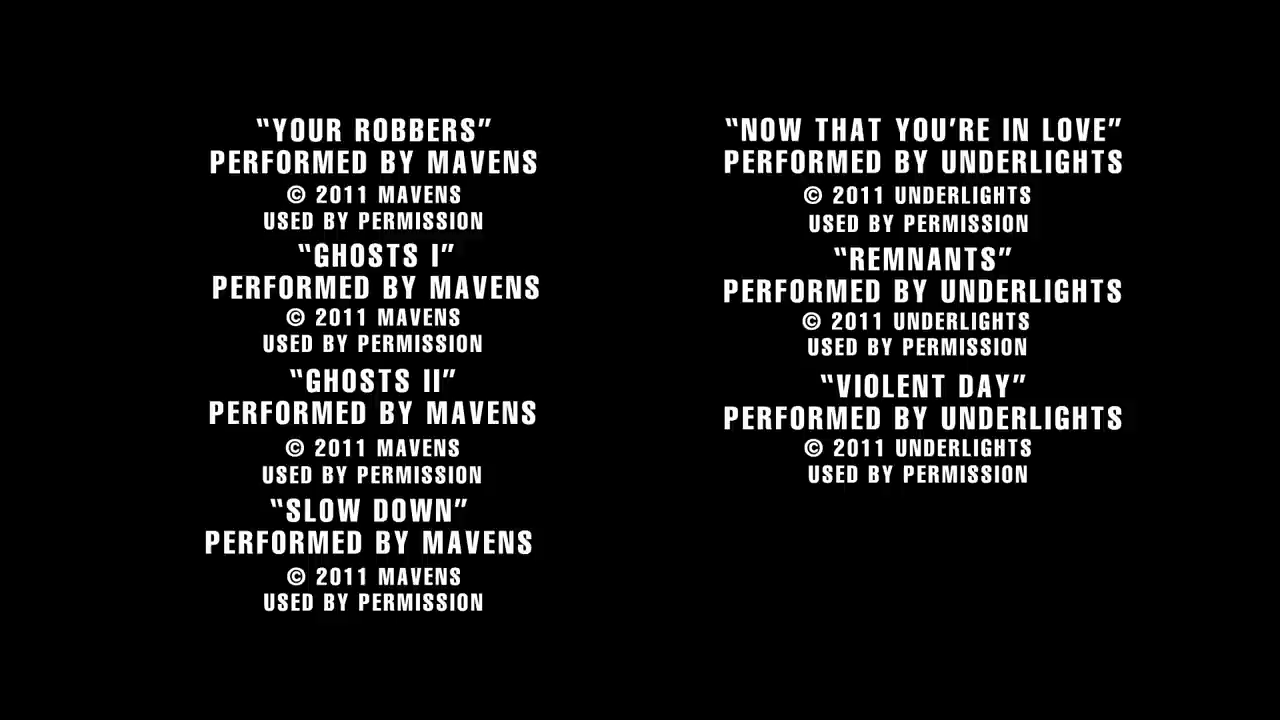 “YOUR ROBBERS”
PERFORMED BY MAVENS
© 2011 MAVENS
USED BY PERMISSION
“GHOSTS I”
PERFORMED BY MAVENS
© 2011 MAVENS
USED BY PERMISSION
“GHOSTS II”
PERFORMED BY MAVENS
© 2011 MAVENS
USED BY PERMISSION
“SLOW DOWN”
PERFORMED BY MAVENS
© 2011 MAVENS
USED BY PERMISSION
“NOW THAT YOU’RE IN LOVE”
PERFORMED BY UNDERLIGHTS
© 2011 UNDERLIGHTS
USED BY PERMISSION
“REMNANTS”
PERFORMED BY UNDERLIGHTS
© 2011 UNDERLIGHTS
USED BY PERMISSION
“VIOLENT DAY”
PERFORMED BY UNDERLIGHTS
© 2011 UNDERLIGHTS
USED BY PERMISSION